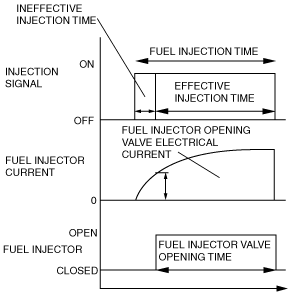 INEFFECTIVE
INJECTION TIME
FUEL INJECTION TIME
ON
INJECTION
SIGNAL
EFFECTIVE
INJECTION TIME
OFF
FUEL INJECTOR OPENING
VALVE ELECTRICAL
CURRENT
FUEL INJECTOR
CURRENT
0
OPEN
FUEL INJECTOR
FUEL INJECTOR VALVE
OPENING TIME
CLOSED